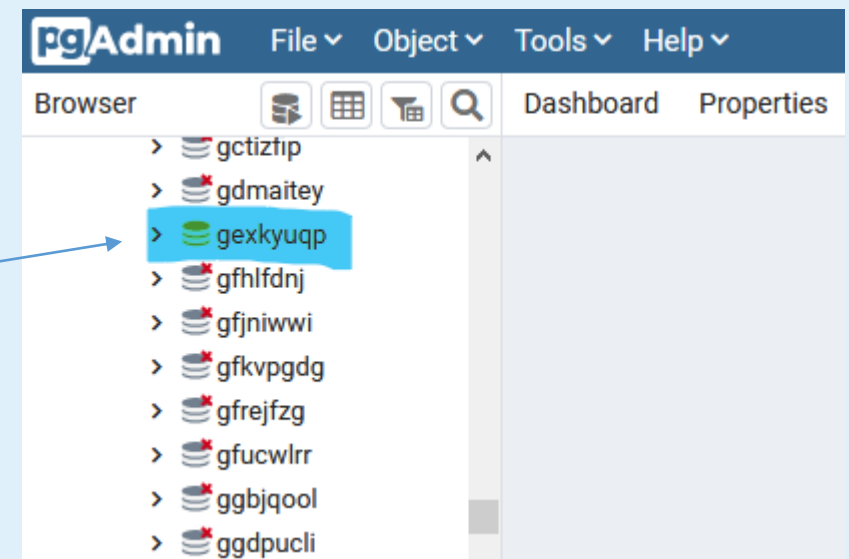 pgAdmin File Object Tools Help
Browser Dashboard Properties
gctizfip
gdmaitey
gexkyuqp
gfhlfdnj
gfjniwwi
gfkvpgdg
gfrejfzg
gfucwlrr
ggbjqool
ggdpucli